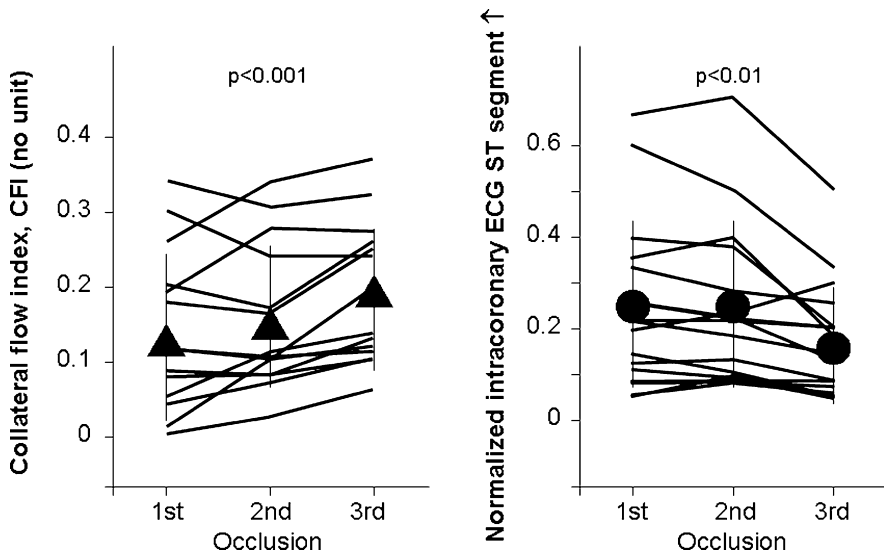 Collateral flow index, CFI (no unit)
p<0.001
0.4
0.3
0.2
0.1
0
1st 2nd 3rd
Occlusion
Normalized intracoronary ECG ST segment ↑
p<0.01
0.6
0.4
0.2
0
1st 2nd 3rd
Occlusion